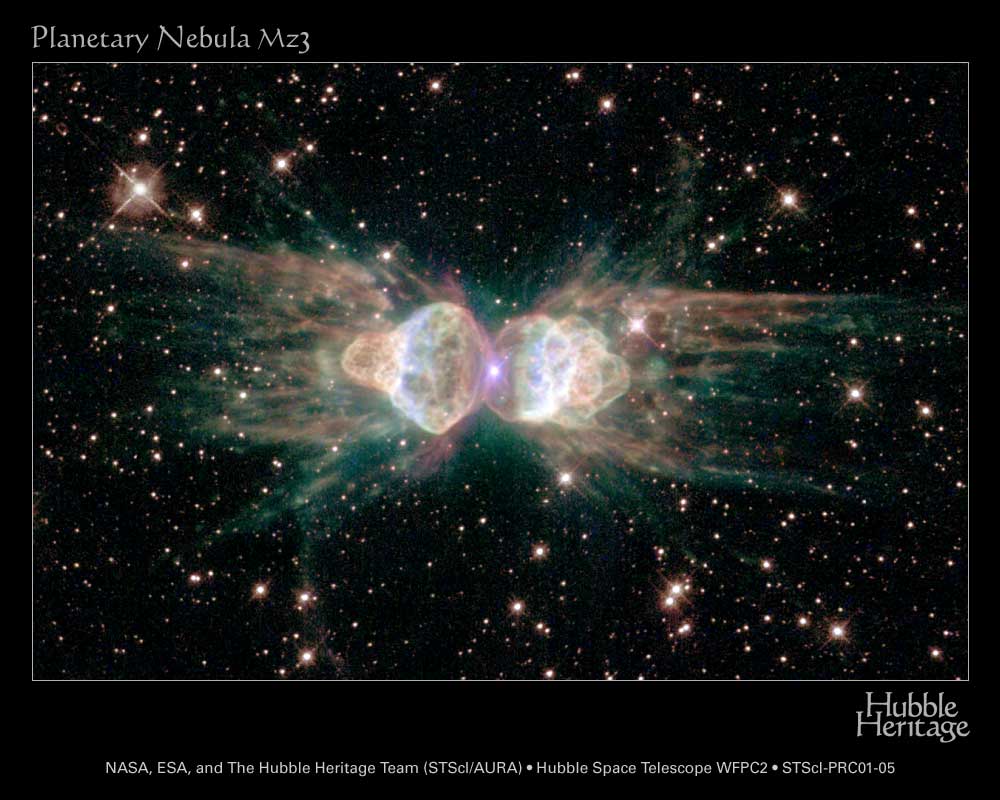 Planetary Nebula Mz3
Hubble
Heritage
NASA, ESA, and The Hubble Heritage Team (STScI/AURA) • Hubble Space Telescope WFPC2 • STScI-PRC01-05